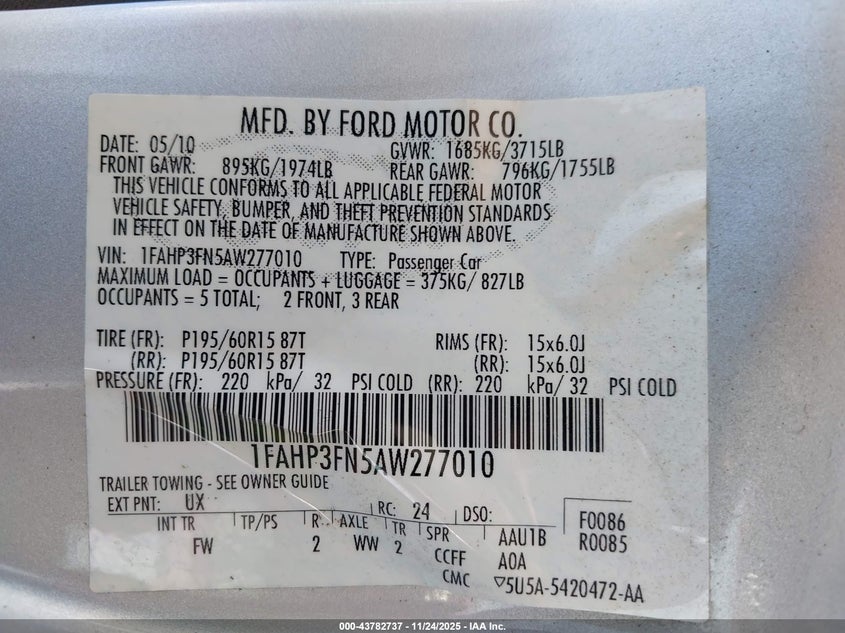 MFD. BY FORD MOTOR CO.
DATE: 05/10 GVWR: 1685KG/3715LB
FRONT GAWR: 895KG/1974LB REAR GAWR: 796KG/1755LB
THIS VEHICLE CONFORMS TO ALL APPLICABLE FEDERAL MOTOR
VEHICLE SAFETY, BUMPER, AND THEFT PREVENTION STANDARDS
IN EFFECT ON THE DATE OF MANUFACTURE SHOWN ABOVE.
VIN: 1FAHP3FN5AW277010 TYPE: Passenger Car
MAXIMUM LOAD = OCCUPANTS + LUGGAGE = 375KG/ 827LB
OCCUPANTS = 5 TOTAL; 2 FRONT, 3 REAR
TIRE (FR): P195/60R15 87T RIMS (FR): 15x6.0J
(RR): P195/60R15 87T (RR): 15x6.0J
PRESSURE (FR): 220 kPa/ 32 PSI COLD (RR): 220 kPa/ 32 PSI COLD
1FAHP3FN5AW277010
TRAILER TOWING - SEE OWNER GUIDE
EXT PNT: UX RC: 24 DSO: F0086
INT TR TP/PS R AXLE TR SPR AAU1B R0085
FW 2 WW 2 CCFF A0A
CMC ▽5U5A-5420472-AA
000-43782737 - 11/24/2025 - IAA Inc.